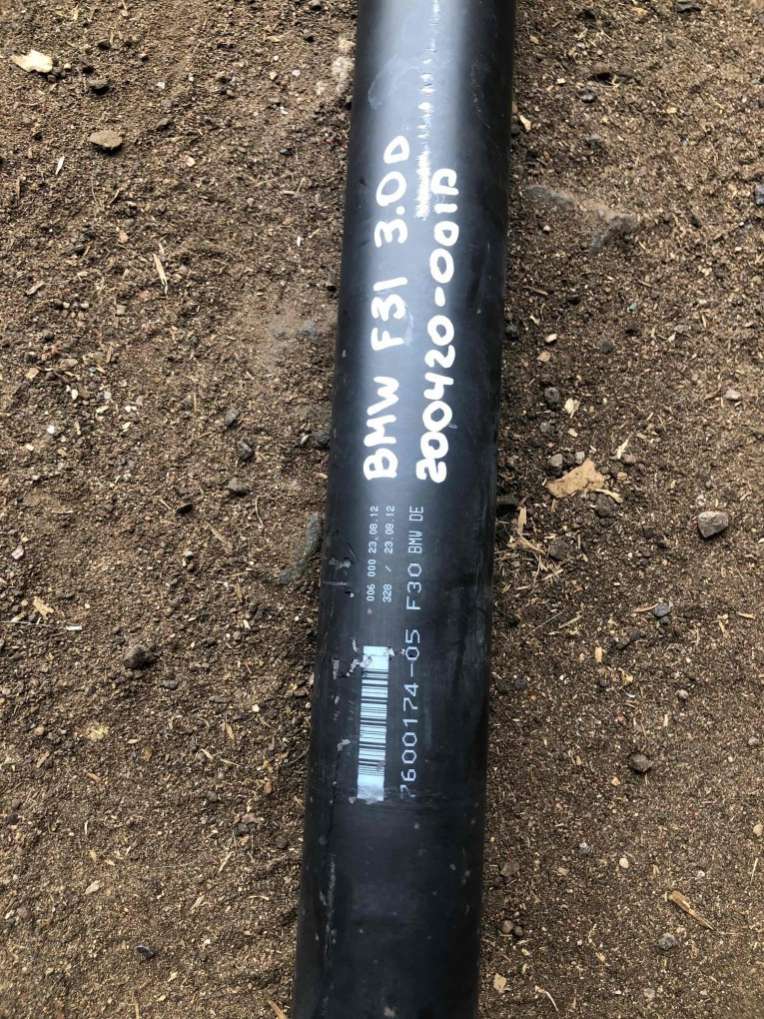 BMW F31 3.0D
200420-001D
006 000 23.08.12
328 / 23.08.12
7600174-05 F30 BMW DE